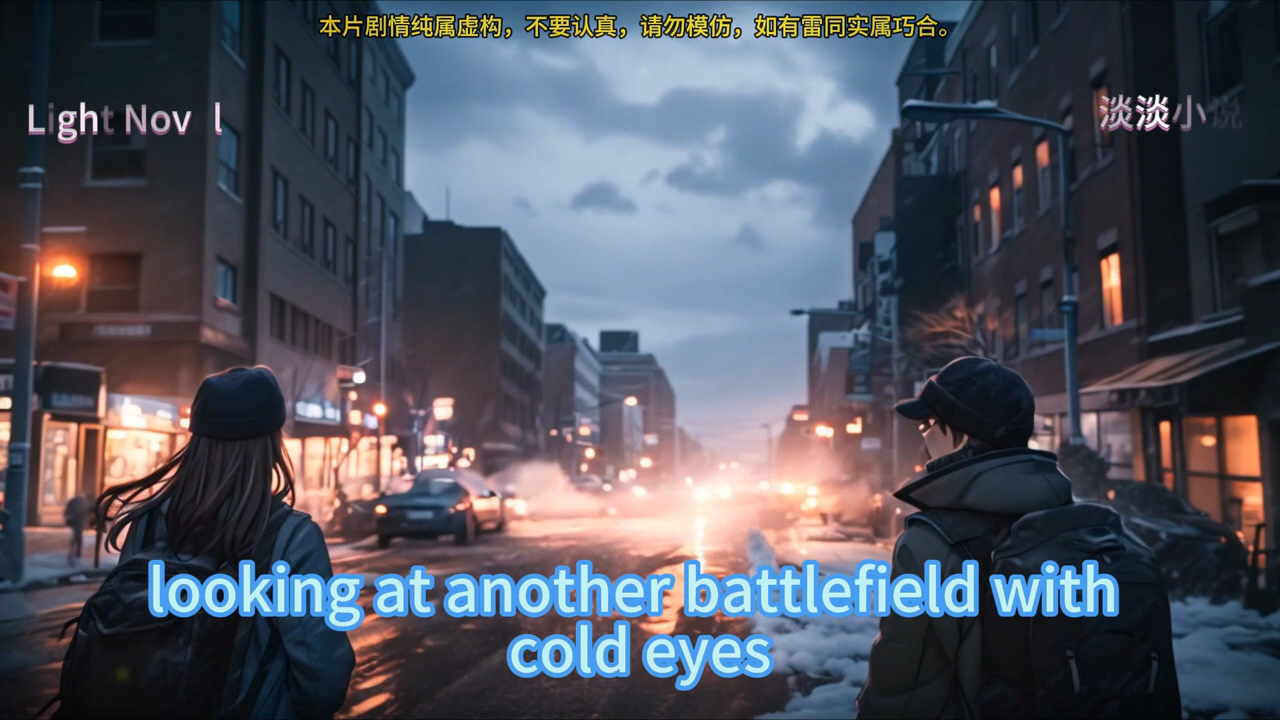 本片剧情纯属虚构，不要认真，请勿模仿，如有雷同实属巧合。
Light Nov l
淡淡小说
looking at another battlefield with
cold eyes